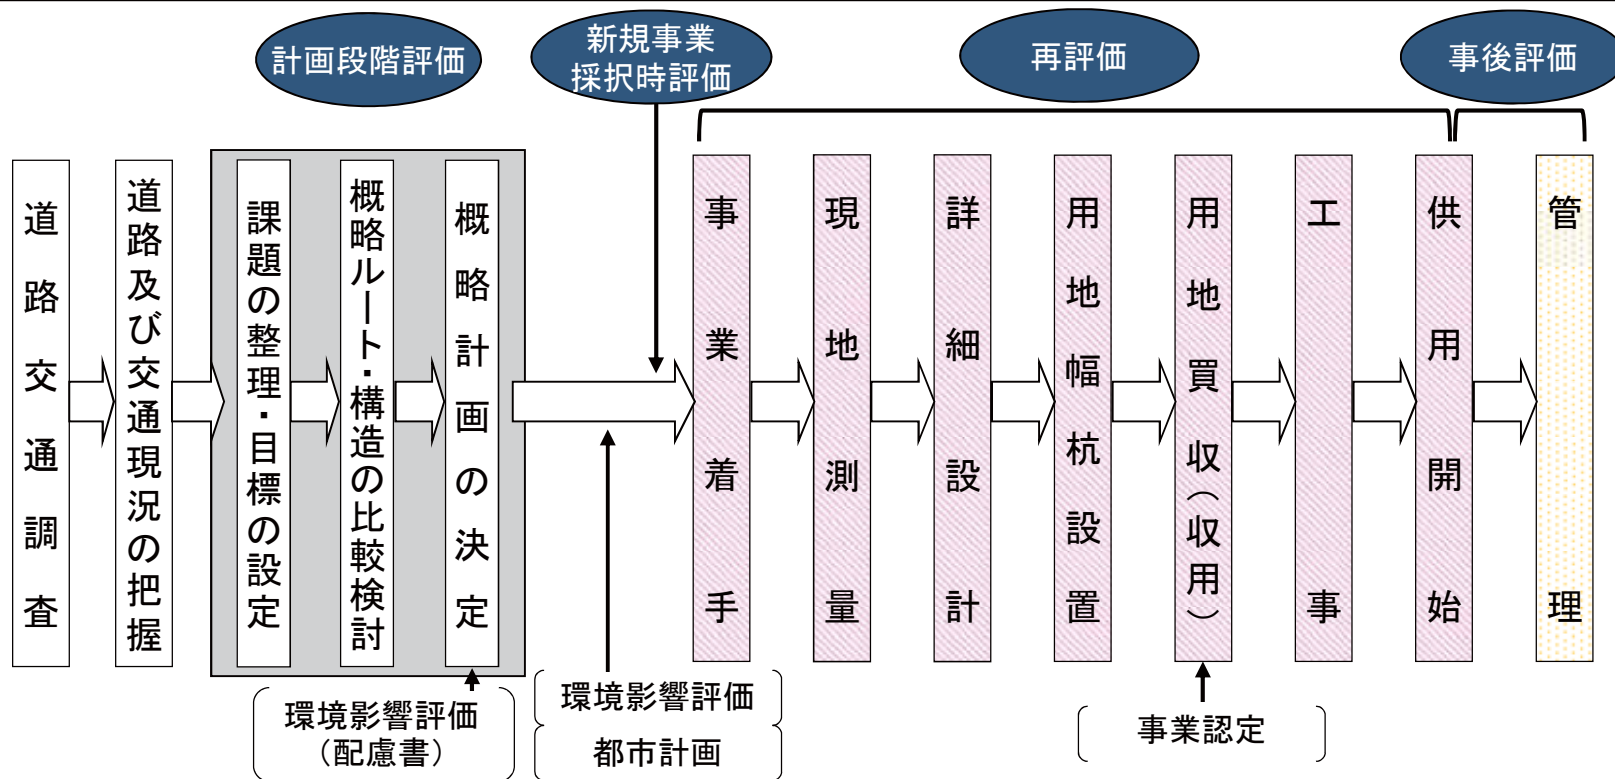 計画段階評価
新規事業
採択時評価
再評価
事後評価
道路交通調査
道路及び交通現況の把握
課題の整理・目標の設定
概略ルート・構造の比較検討
概略計画の決定
事業着手
現地測量
詳細設計
用地幅杭設置
用地買収（収用）
工事
供用開始
管理
環境影響評価
（配慮書）
環境影響評価
都市計画
事業認定